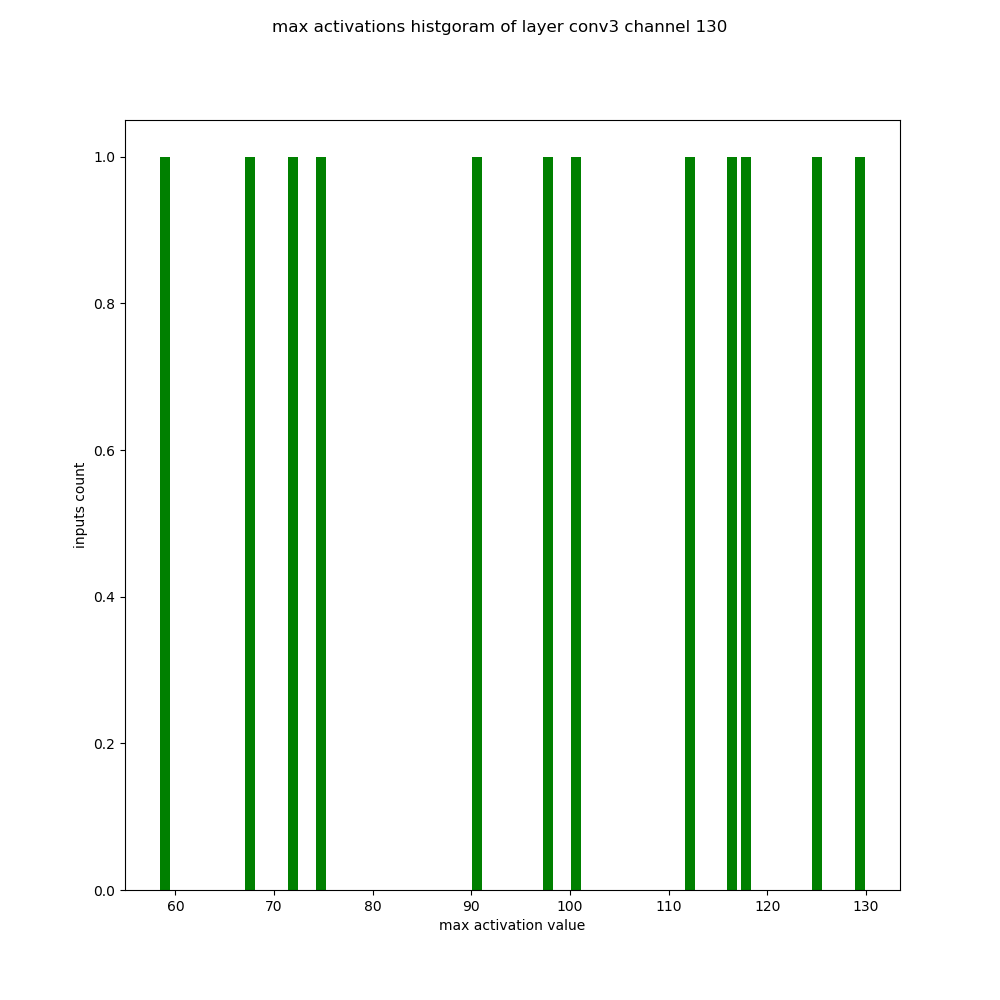 max activations histgoram of layer conv3 channel 130
1.0
0.8
0.6
0.4
0.2
0.0
inputs count
60 70 80 90 100 110 120 130
max activation value